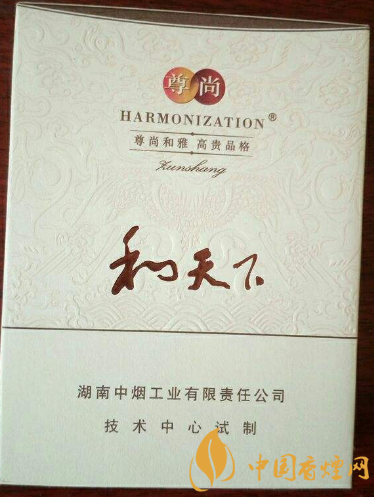 尊尚
HARMONIZATION®
尊尚和雅 高贵品格
Zunshang
和天下
湖南中烟工业有限责任公司
技术中心试制
中国香烟网